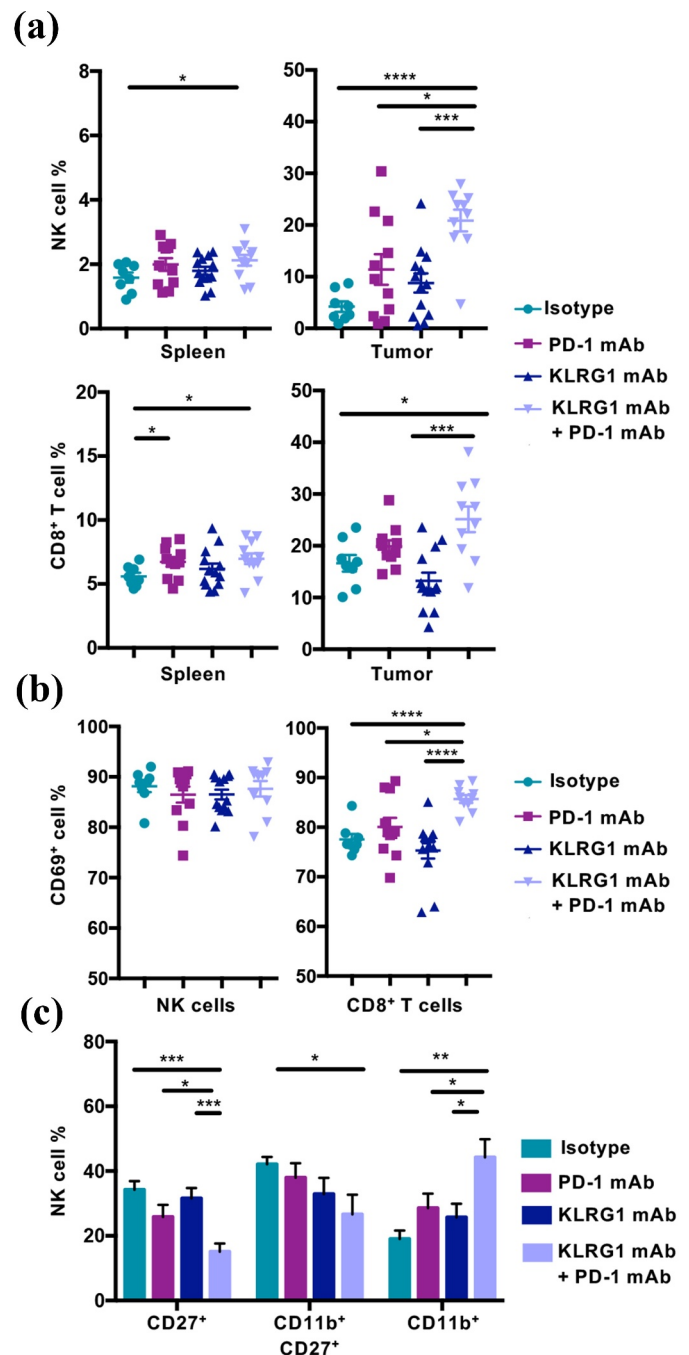 (a)
8
6
4
2
0
NK cell %
*
Spleen
50
40
30
20
10
0
****
*
***
Tumor
Isotype
PD-1 mAb
KLRG1 mAb
KLRG1 mAb
+ PD-1 mAb
20
15
10
5
0
CD8⁺ T cell %
*
*
Spleen
50
40
30
20
10
0
*
***
Tumor
(b)
100
90
80
70
60
50
CD69⁺ cell %
NK cells
100
90
80
70
60
50
****
*
****
CD8⁺ T cells
Isotype
PD-1 mAb
KLRG1 mAb
KLRG1 mAb
+ PD-1 mAb
(c)
80
60
40
20
0
NK cell %
***
*
***
*
**
*
*
CD27⁺
CD11b⁺
CD27⁺
CD11b⁺
Isotype
PD-1 mAb
KLRG1 mAb
KLRG1 mAb
+ PD-1 mAb